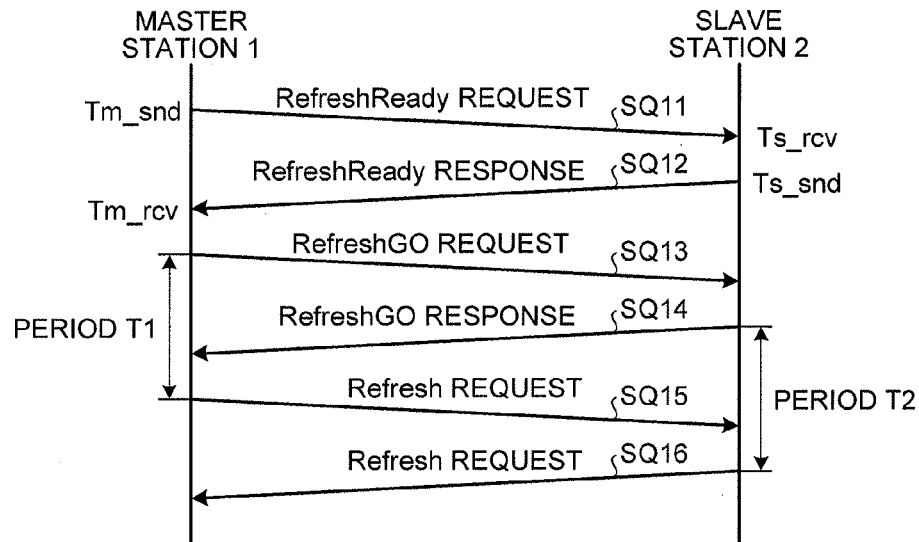 MASTER
STATION 1
SLAVE
STATION 2
Tm_snd
RefreshReady REQUEST
SQ11
Ts_rcv
RefreshReady RESPONSE
SQ12
Ts_snd
Tm_rcv
RefreshGO REQUEST
SQ13
PERIOD T1
RefreshGO RESPONSE
SQ14
Refresh REQUEST
SQ15
PERIOD T2
Refresh REQUEST
SQ16